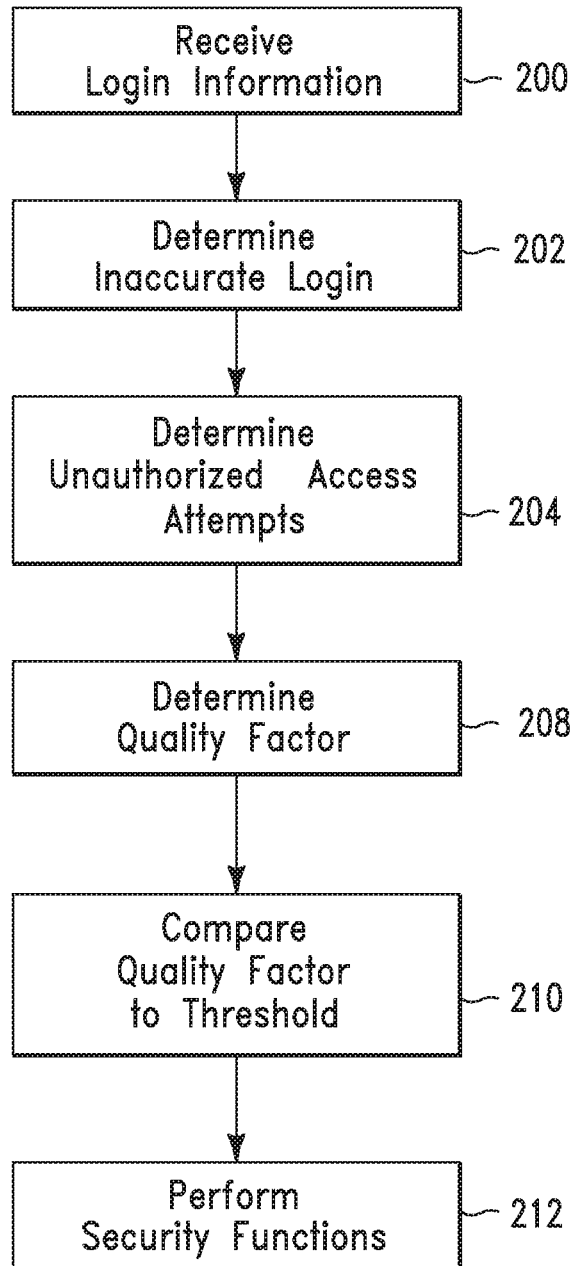 Receive
Login Information
200
Determine
Inaccurate Login
202
Determine
Unauthorized Access
Attempts
204
Determine
Quality Factor
208
Compare
Quality Factor
to Threshold
210
Perform
Security Functions
212